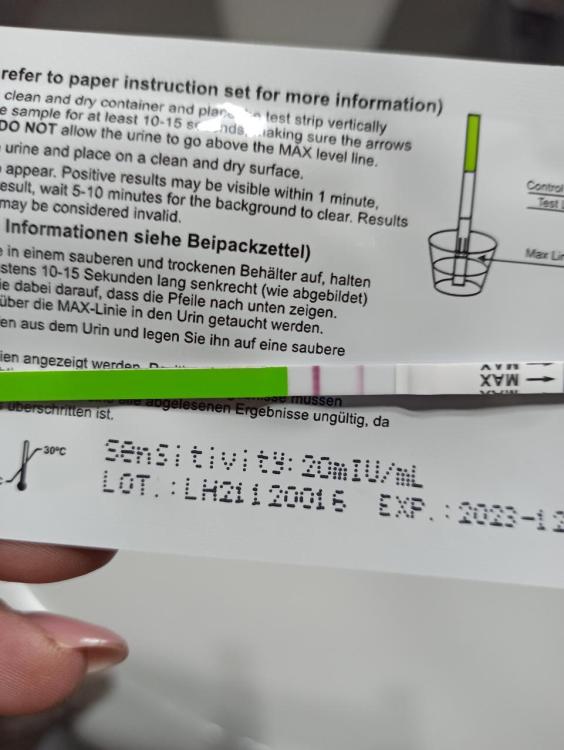 refer to paper instruction set for more information)
clean and dry container and test strip vertically
e sample for at least 10-15 making sure the arrows
DO NOT allow the urine to go above the MAX level line.
urine and place on a clean and dry surface.
appear. Positive results may be visible within 1 minute,
esult, wait 5-10 minutes for the background to clear. Results
may be considered invalid.
Control
Test
Max Li
Informationen siehe Beipackzettel)
e in einem sauberen und trockenen Behälter auf, halten
stens 10-15 Sekunden lang senkrecht (wie abgebildet)
ie dabei darauf, dass die Pfeile nach unten zeigen.
über die MAX-Linie in den Urin getaucht werden.
en aus dem Urin und legen Sie ihn auf eine saubere
ien angezeigt werden.
MAX
müssen
alle abgelesenen Ergebnisse ungültig, da
überschritten ist.
30°C
Sensitivity:20mIU/mL
LOT.:LH21120016 EXP.:2023-12